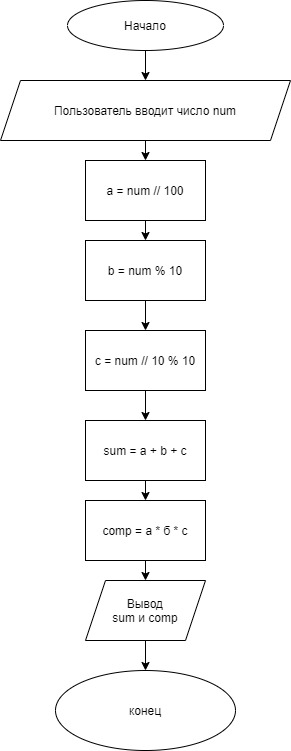 Начало
Пользователь вводит число num
a = num // 100
b = num % 10
c = num // 10 % 10
sum = a + b + c
comp = a * б * c
Вывод
sum и comp
конец